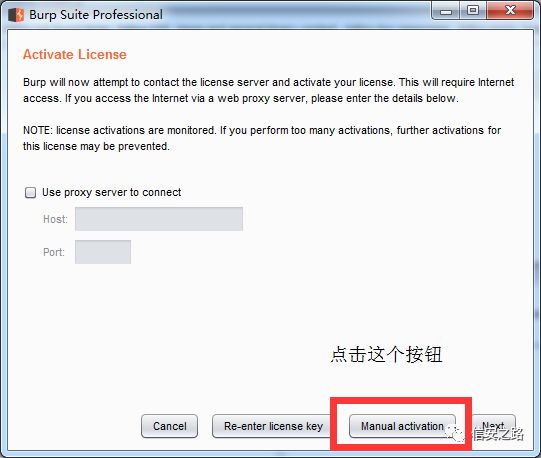 Burp Suite Professional
Activate License
Burp will now attempt to contact the license server and activate your license. This will require Internet
access. If you access the Internet via a web proxy server, please enter the details below.
NOTE: license activations are monitored. If you perform too many activations, further activations for
this license may be prevented.
Use proxy server to connect
Host:
Port:
点击这个按钮
Cancel Re-enter license key Manual activation Next
信安之路